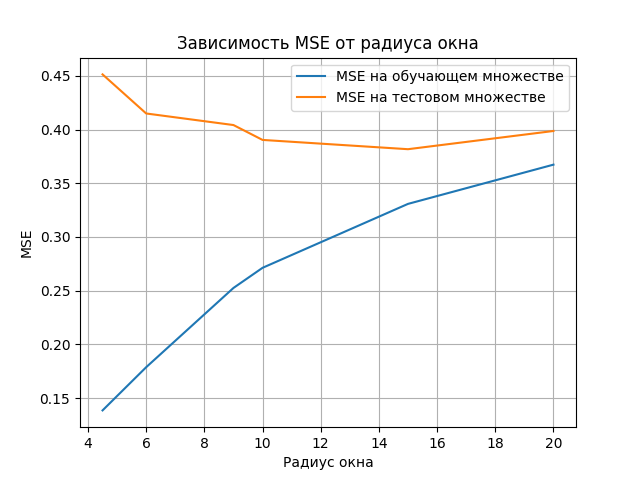 Зависимость MSE от радиуса окна
MSE на обучающем множестве
MSE на тестовом множестве
0.45
0.40
0.35
0.30
0.25
0.20
0.15
MSE
4 6 8 10 12 14 16 18 20
Радиус окна